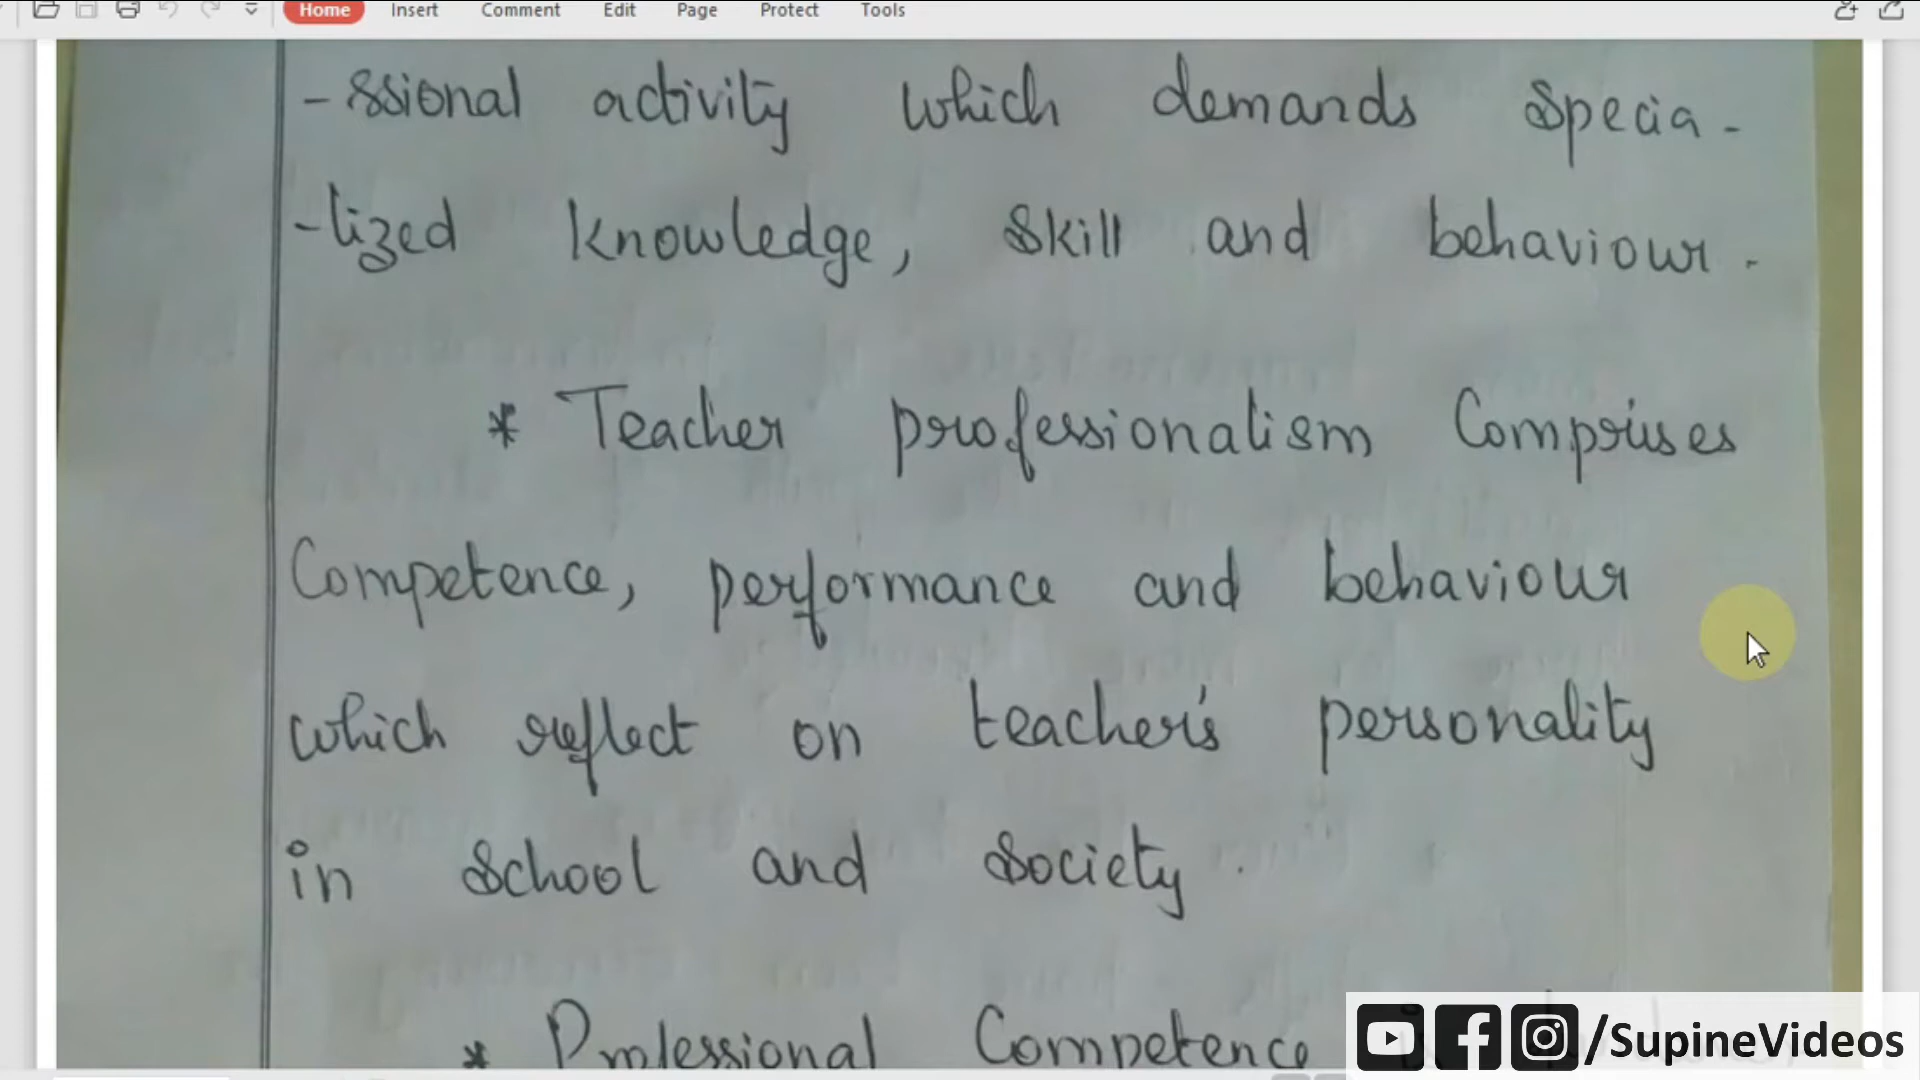 Home Insert Comment Edit Page Protect Tools
-ssional activity which demands specia-
-lized knowledge, skill and behaviour.
* Teacher professionalism Comprises
Competence, performance and behaviour
which reflect on teacher's personality
in school and society.
* Professional Competence
/SupineVideos